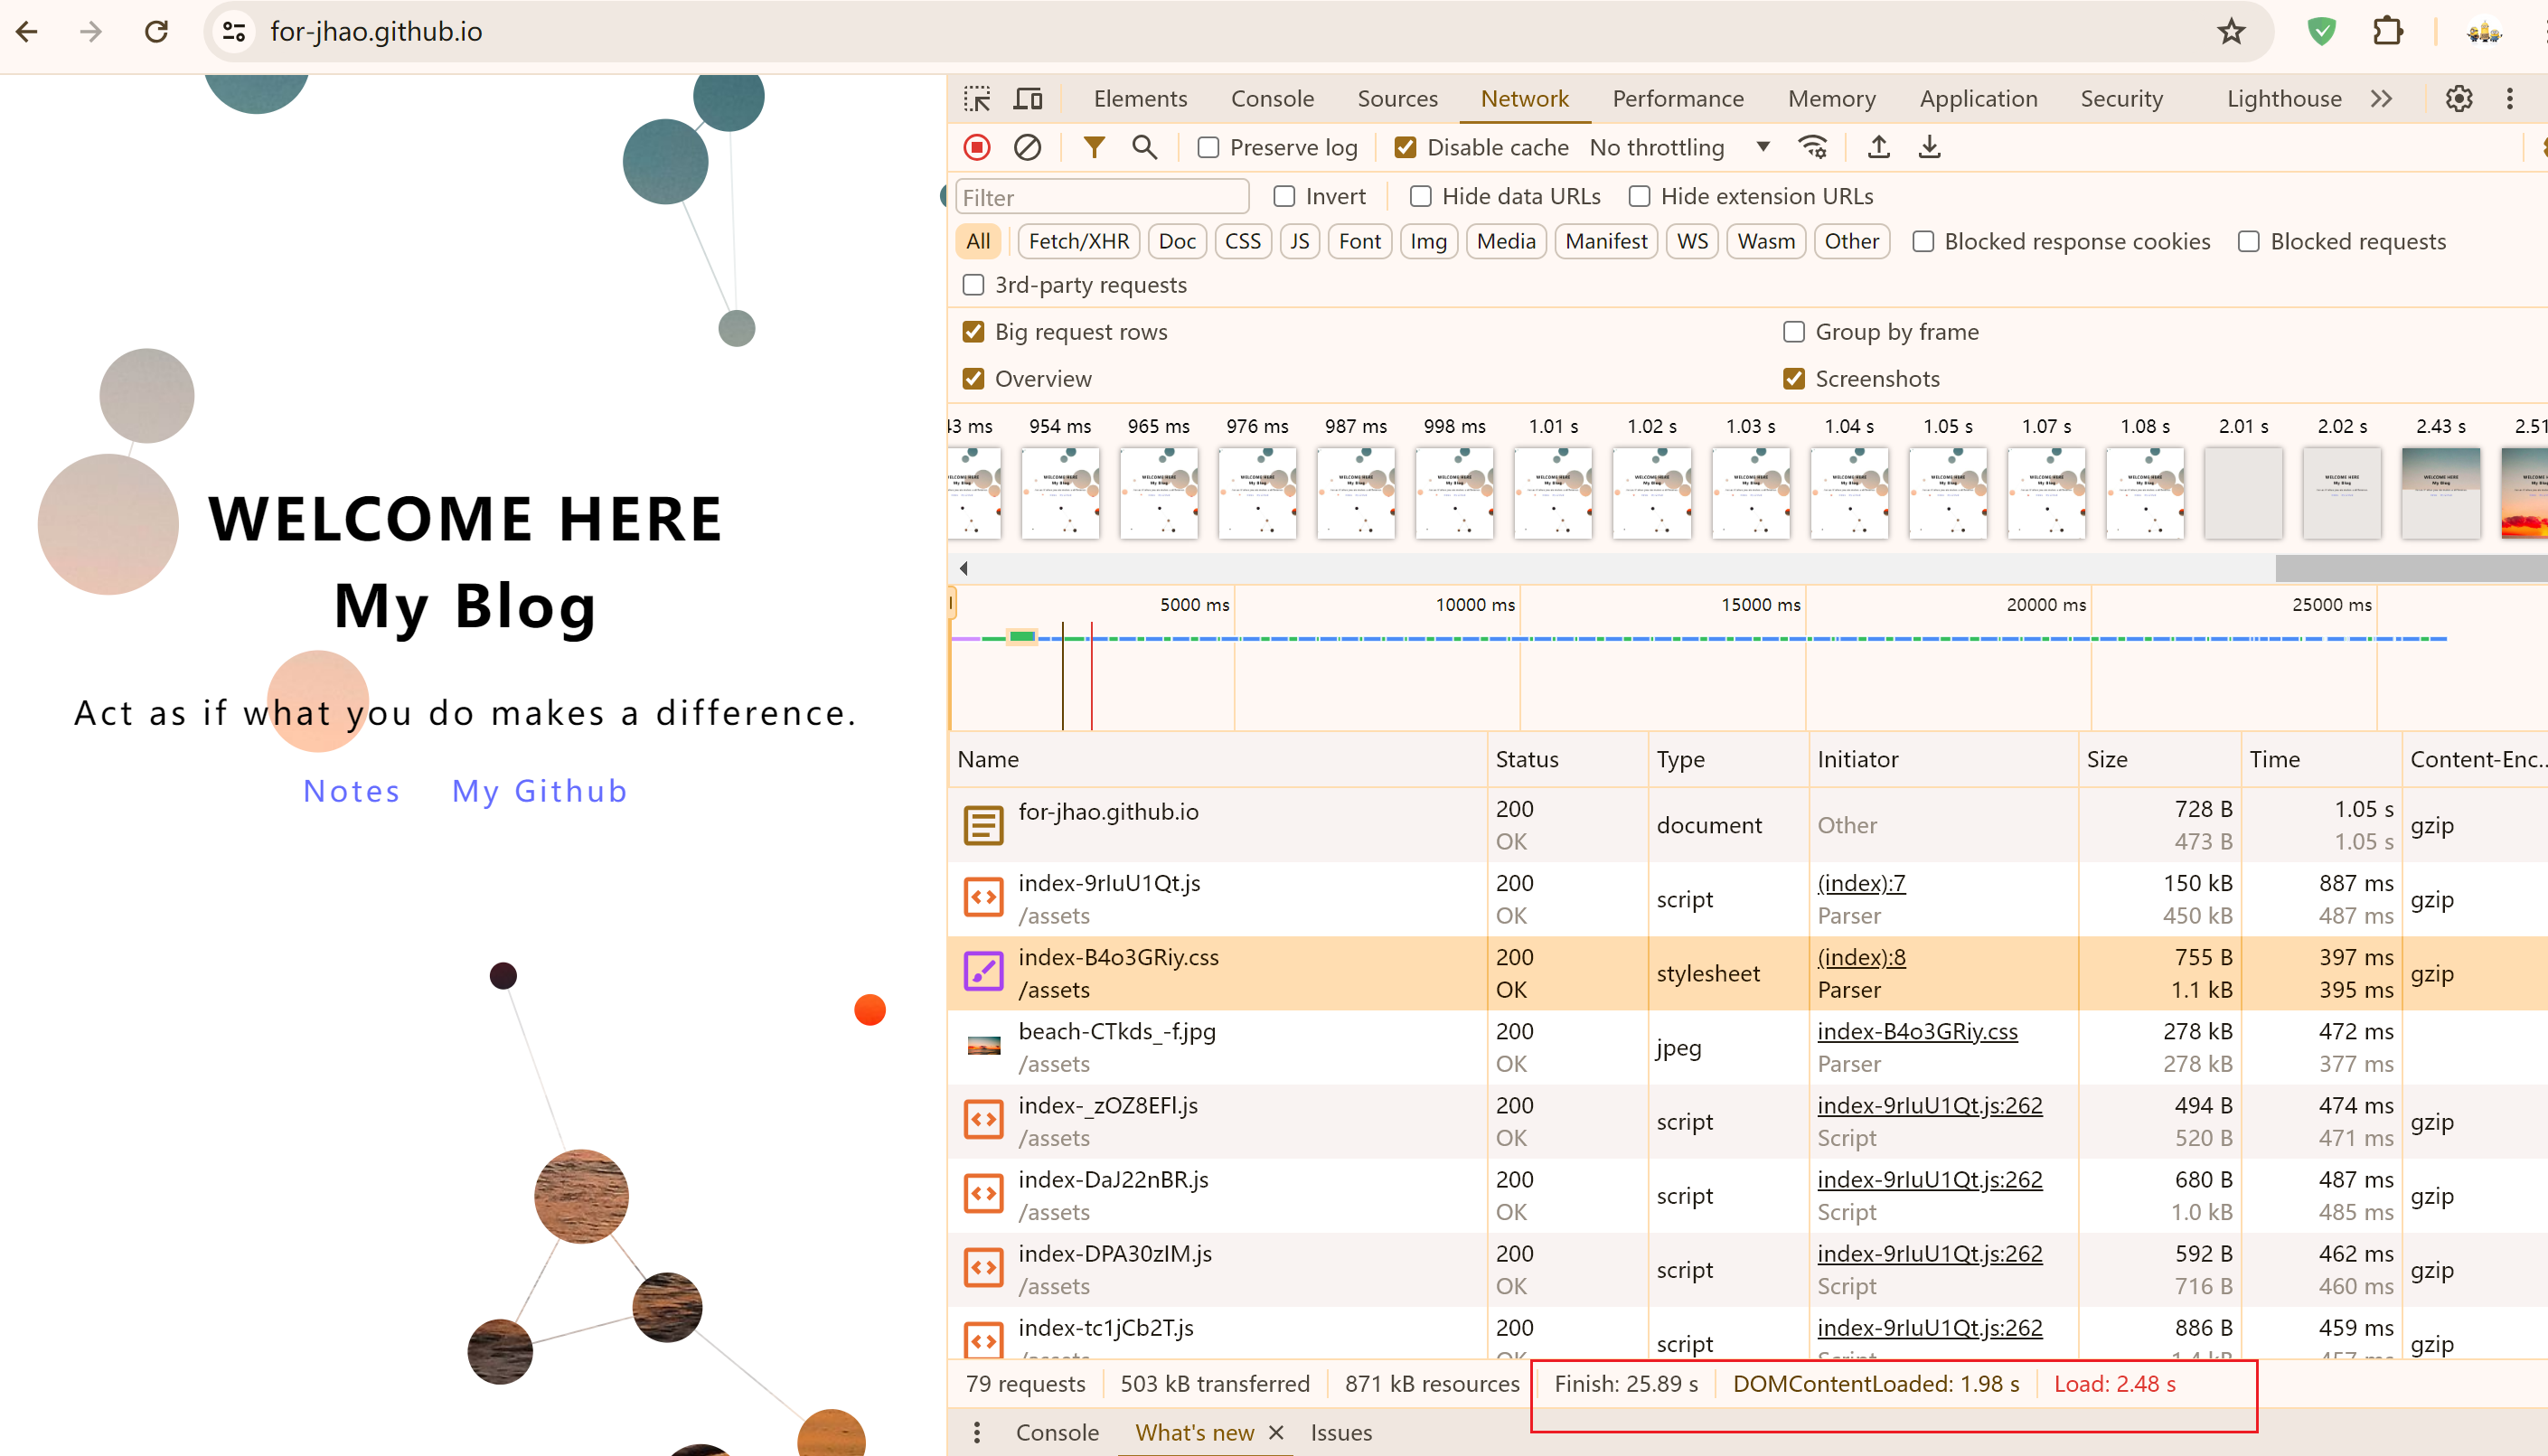 for-jhao.github.io
WELCOME HERE
My Blog
Act as if what you do makes a difference.
Notes My Github
Elements Console Sources Network Performance Memory Application Security Lighthouse
Preserve log Disable cache No throttling
Filter Invert Hide data URLs Hide extension URLs
All Fetch/XHR Doc CSS JS Font Img Media Manifest WS Wasm Other Blocked response cookies Blocked requests
3rd-party requests
Big request rows Group by frame
Overview Screenshots
43 ms 954 ms 965 ms 976 ms 987 ms 998 ms 1.01 s 1.02 s 1.03 s 1.04 s 1.05 s 1.07 s 1.08 s 2.01 s 2.02 s 2.43 s 2.51
5000 ms 10000 ms 15000 ms 20000 ms 25000 ms
Name Status Type Initiator Size Time Content-Enc...
for-jhao.github.io 200 document Other 728 B 1.05 s gzip
OK 473 B 1.05 s
index-9rIuU1Qt.js 200 script (index):7 150 kB 887 ms gzip
/assets OK Parser 450 kB 487 ms
index-B4o3GRiy.css 200 stylesheet (index):8 755 B 397 ms gzip
/assets OK Parser 1.1 kB 395 ms
beach-CTkds_-f.jpg 200 jpeg index-B4o3GRiy.css 278 kB 472 ms
/assets OK Parser 278 kB 377 ms
index-_zOZ8EFl.js 200 script index-9rIuU1Qt.js:262 494 B 474 ms gzip
/assets OK Script 520 B 471 ms
index-DaJ22nBR.js 200 script index-9rIuU1Qt.js:262 680 B 487 ms gzip
/assets OK Script 1.0 kB 485 ms
index-DPA30zIM.js 200 script index-9rIuU1Qt.js:262 592 B 462 ms gzip
/assets OK Script 716 B 460 ms
index-tc1jCb2T.js 200 script index-9rIuU1Qt.js:262 886 B 459 ms gzip
79 requests 503 kB transferred 871 kB resources Finish: 25.89 s DOMContentLoaded: 1.98 s Load: 2.48 s
Console What's new Issues